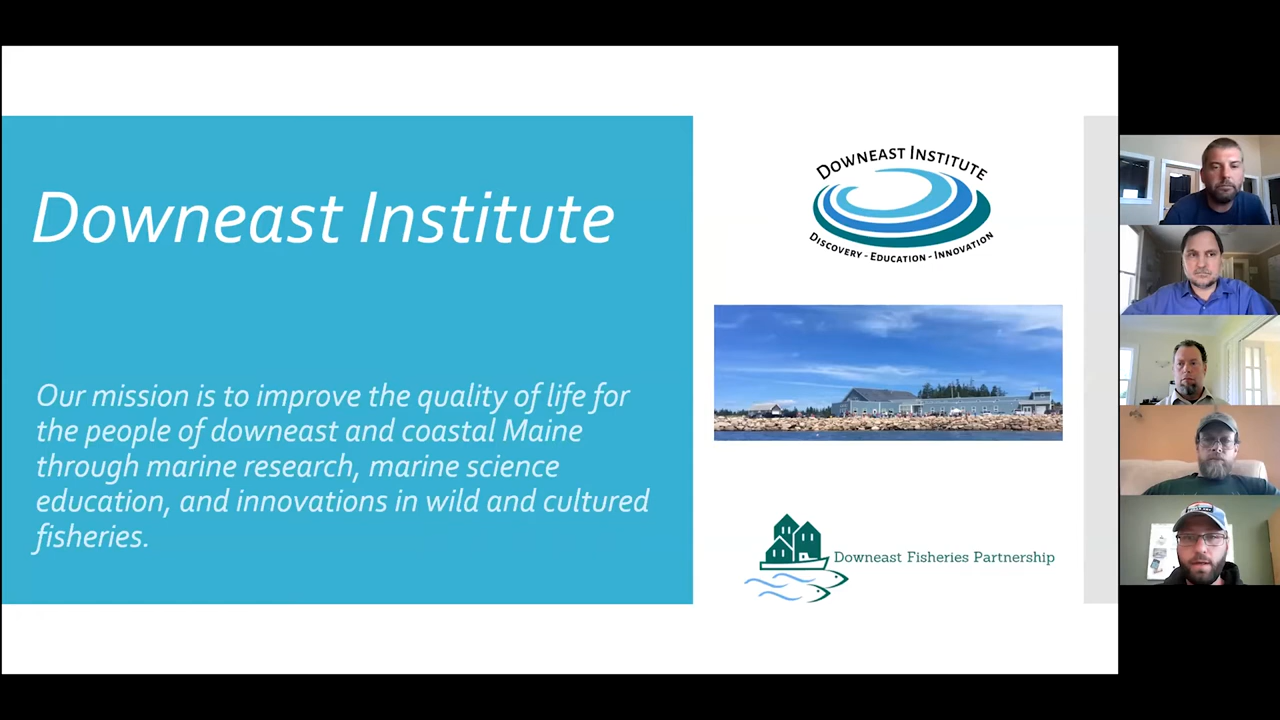 Downeast Institute
Our mission is to improve the quality of life for
the people of downeast and coastal Maine
through marine research, marine science
education, and innovations in wild and cultured
fisheries.
DOWNEAST INSTITUTE
DISCOVERY - EDUCATION - INNOVATION
Downeast Fisheries Partnership